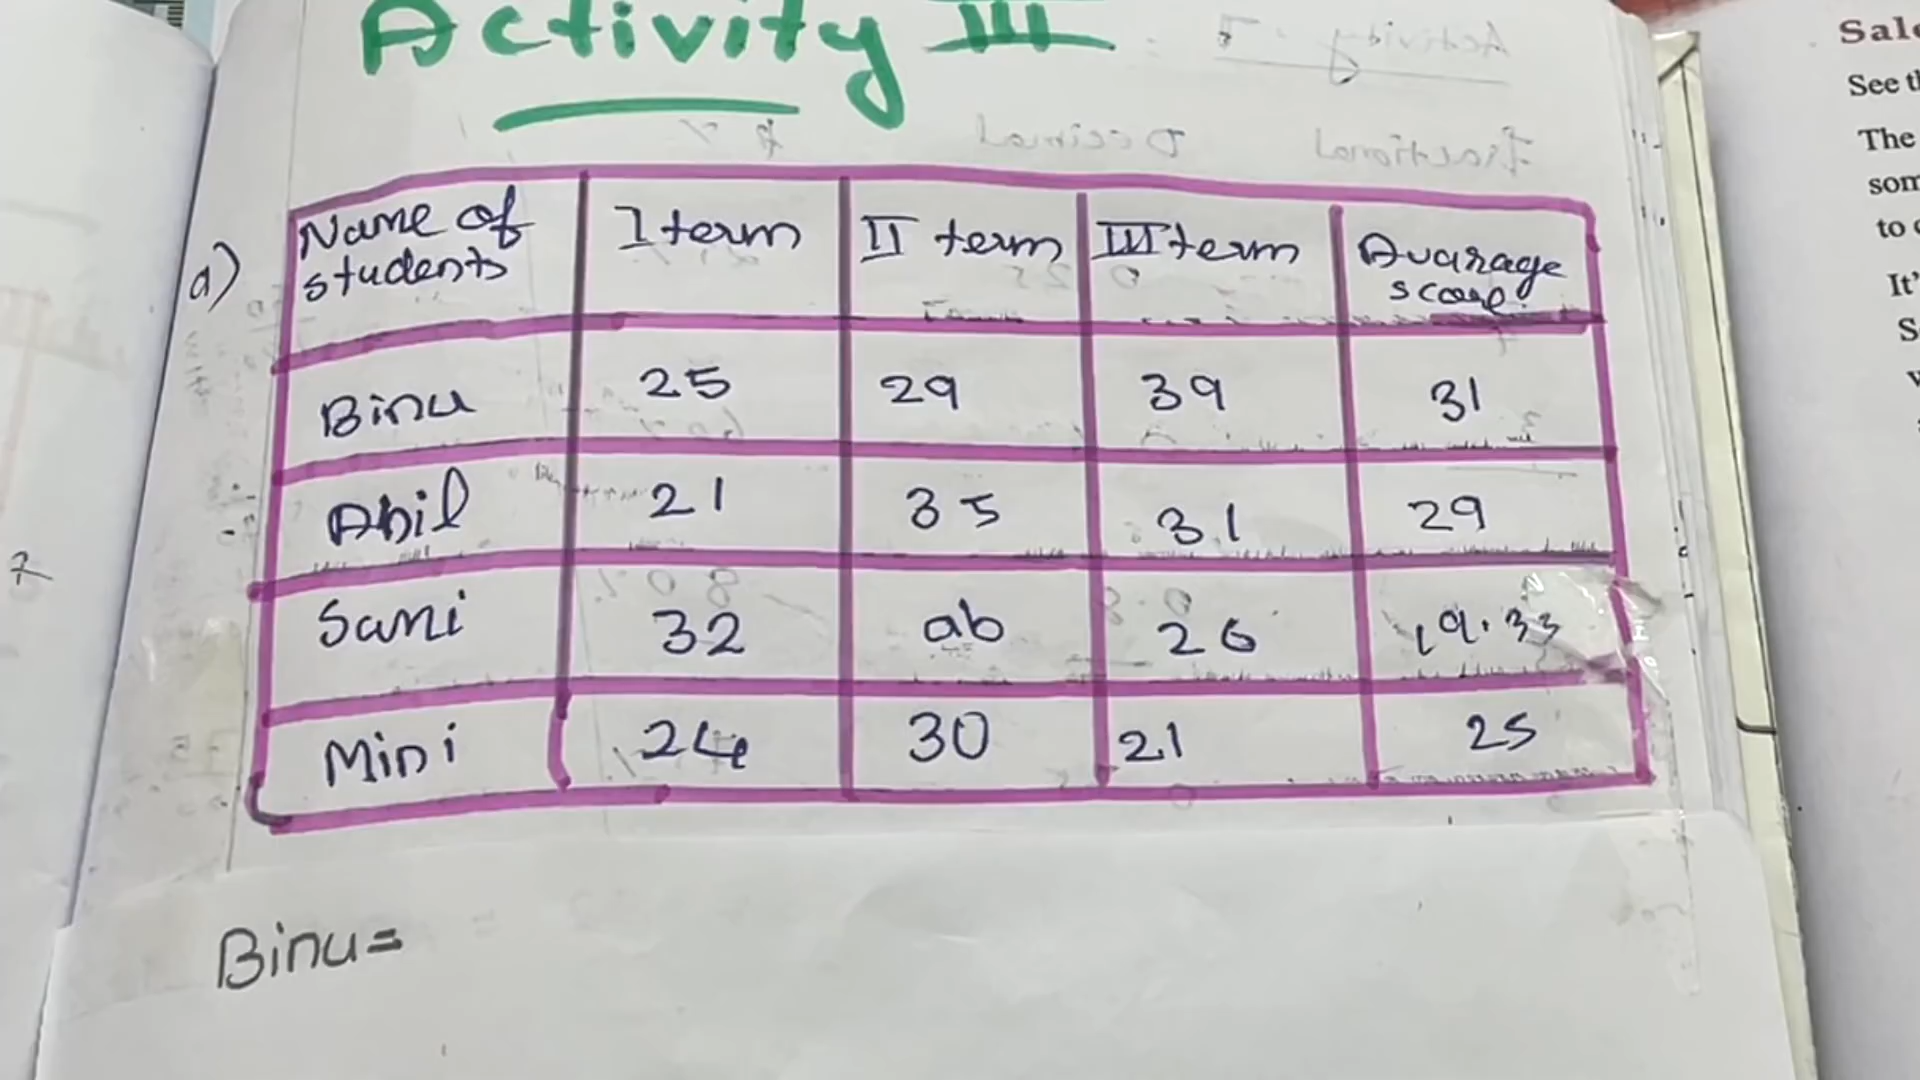 Activity III
a)
Name of students | I term | II term | III term | Avarage score
Binu | 25 | 29 | 39 | 31
Abil | 21 | 35 | 31 | 29
Sani | 32 | ab | 26 | 19.33
Mini | 24 | 30 | 21 | 25
Binu=
See
The
som
to
It'